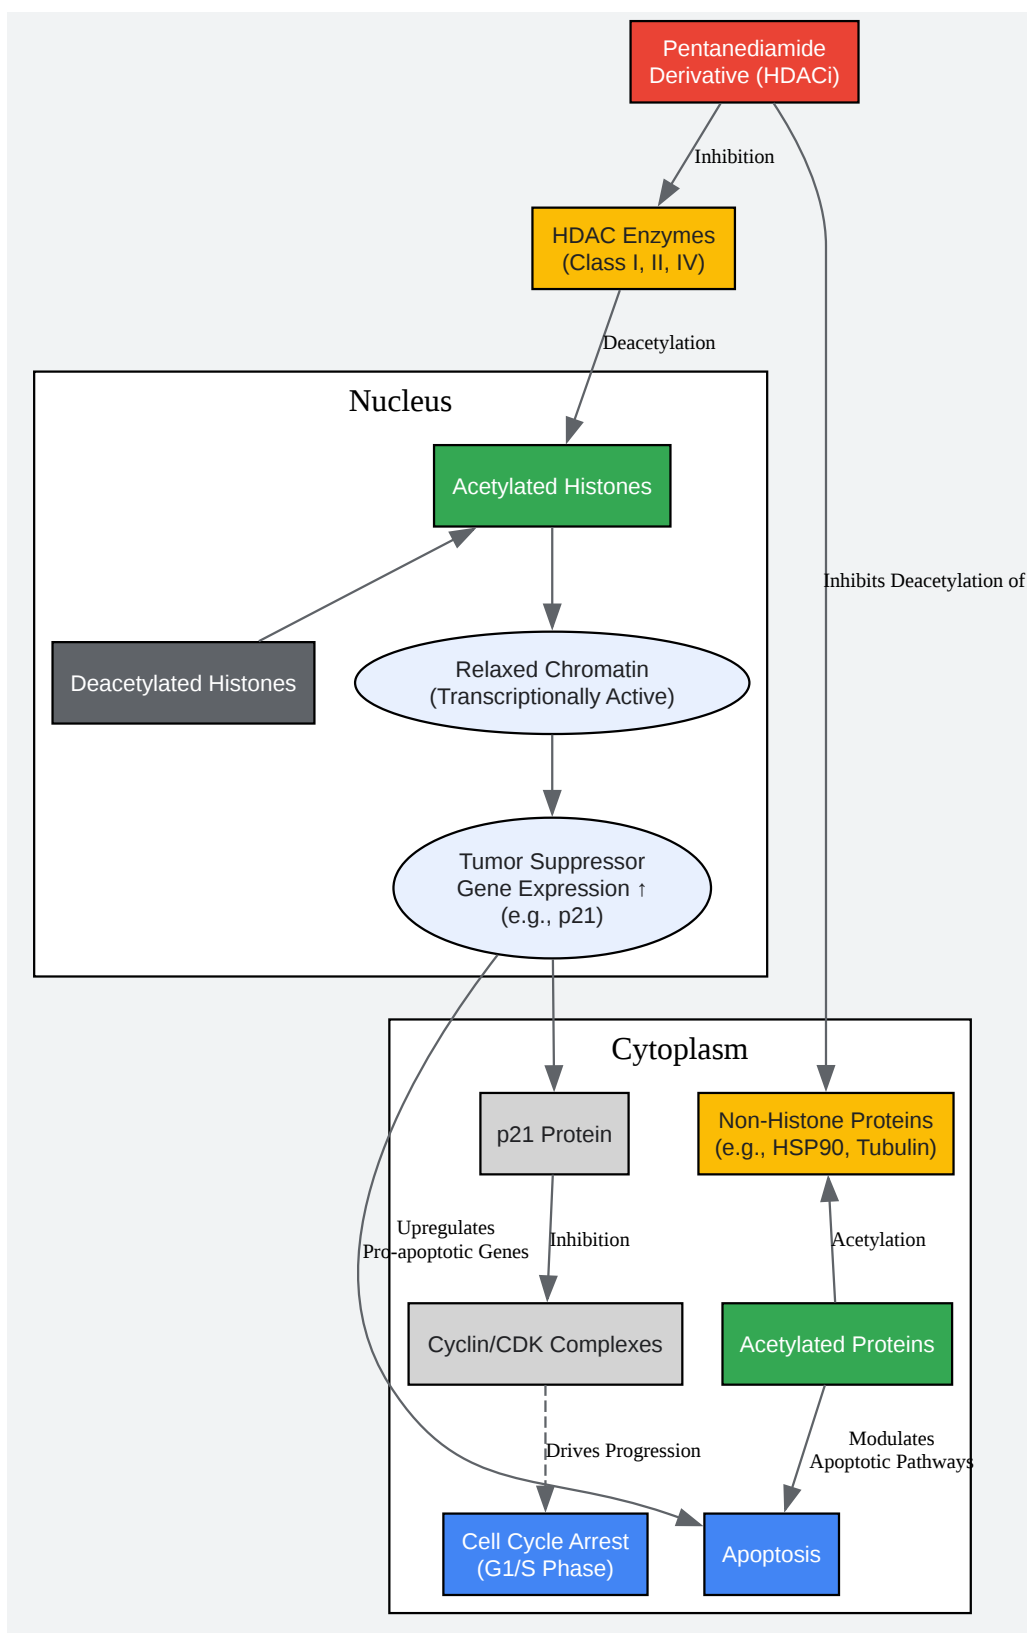 Pentanediamide
Derivative (HDACi)
Inhibition
HDAC Enzymes
(Class I, II, IV)
Deacetylation
Nucleus
Acetylated Histones
Inhibits Deacetylation of
Deacetylated Histones
Relaxed Chromatin
(Transcriptionally Active)
Tumor Suppressor
Gene Expression ↑
(e.g., p21)
Cytoplasm
p21 Protein
Non-Histone Proteins
(e.g., HSP90, Tubulin)
Upregulates
Pro-apoptotic Genes
Inhibition
Acetylation
Cyclin/CDK Complexes
Acetylated Proteins
Drives Progression
Modulates
Apoptotic Pathways
Cell Cycle Arrest
(G1/S Phase)
Apoptosis